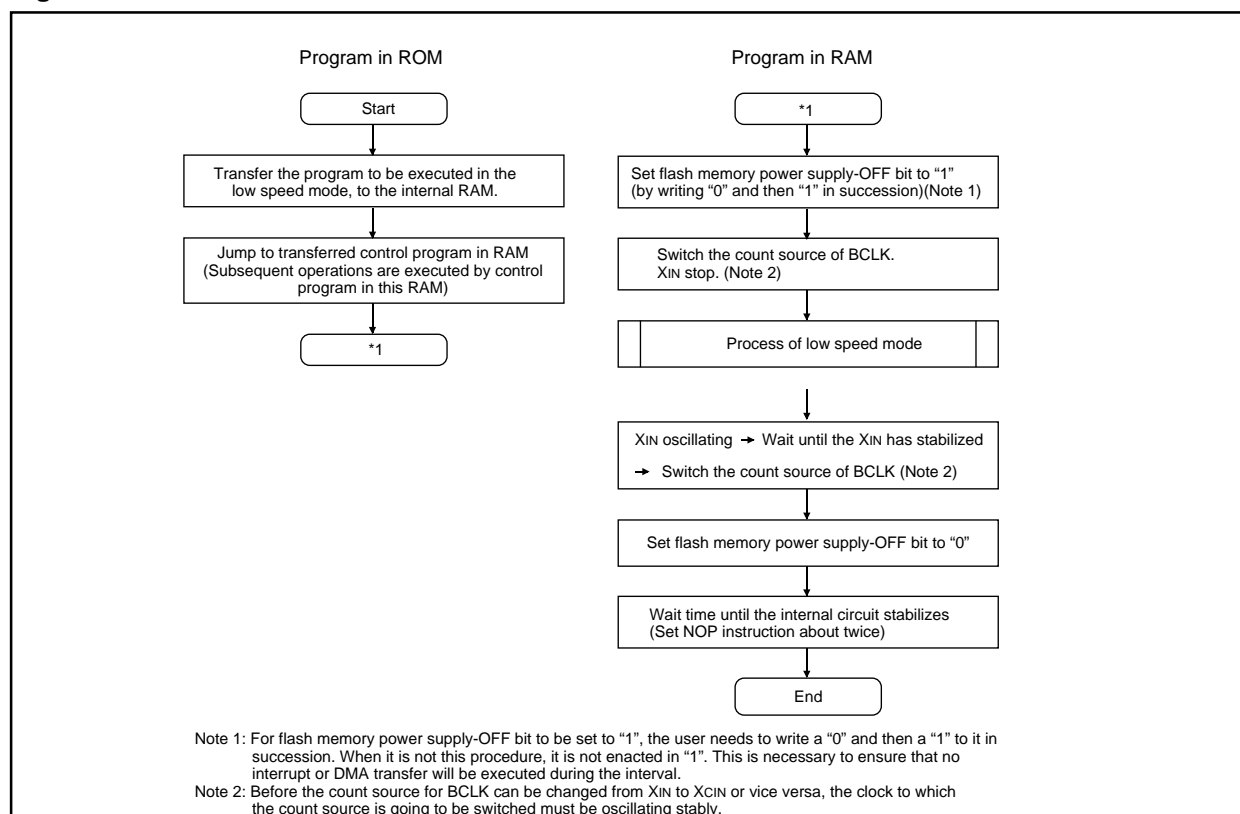 Program in ROM
Start
Transfer the program to be executed in the
low speed mode, to the internal RAM.
Jump to transferred control program in RAM
(Subsequent operations are executed by control
program in this RAM)
*1
Program in RAM
*1
Set flash memory power supply-OFF bit to “1”
(by writing “0” and then “1” in succession)(Note 1)
Switch the count source of BCLK.
XIN stop. (Note 2)
Process of low speed mode
XIN oscillating → Wait until the XIN has stabilized
→ Switch the count source of BCLK (Note 2)
Set flash memory power supply-OFF bit to “0”
Wait time until the internal circuit stabilizes
(Set NOP instruction about twice)
End
Note 1: For flash memory power supply-OFF bit to be set to “1”, the user needs to write a “0” and then a “1” to it in
succession. When it is not this procedure, it is not enacted in “1”. This is necessary to ensure that no
interrupt or DMA transfer will be executed during the interval.
Note 2: Before the count source for BCLK can be changed from XIN to XCIN or vice versa, the clock to which
the count source is going to be switched must be oscillating stably.